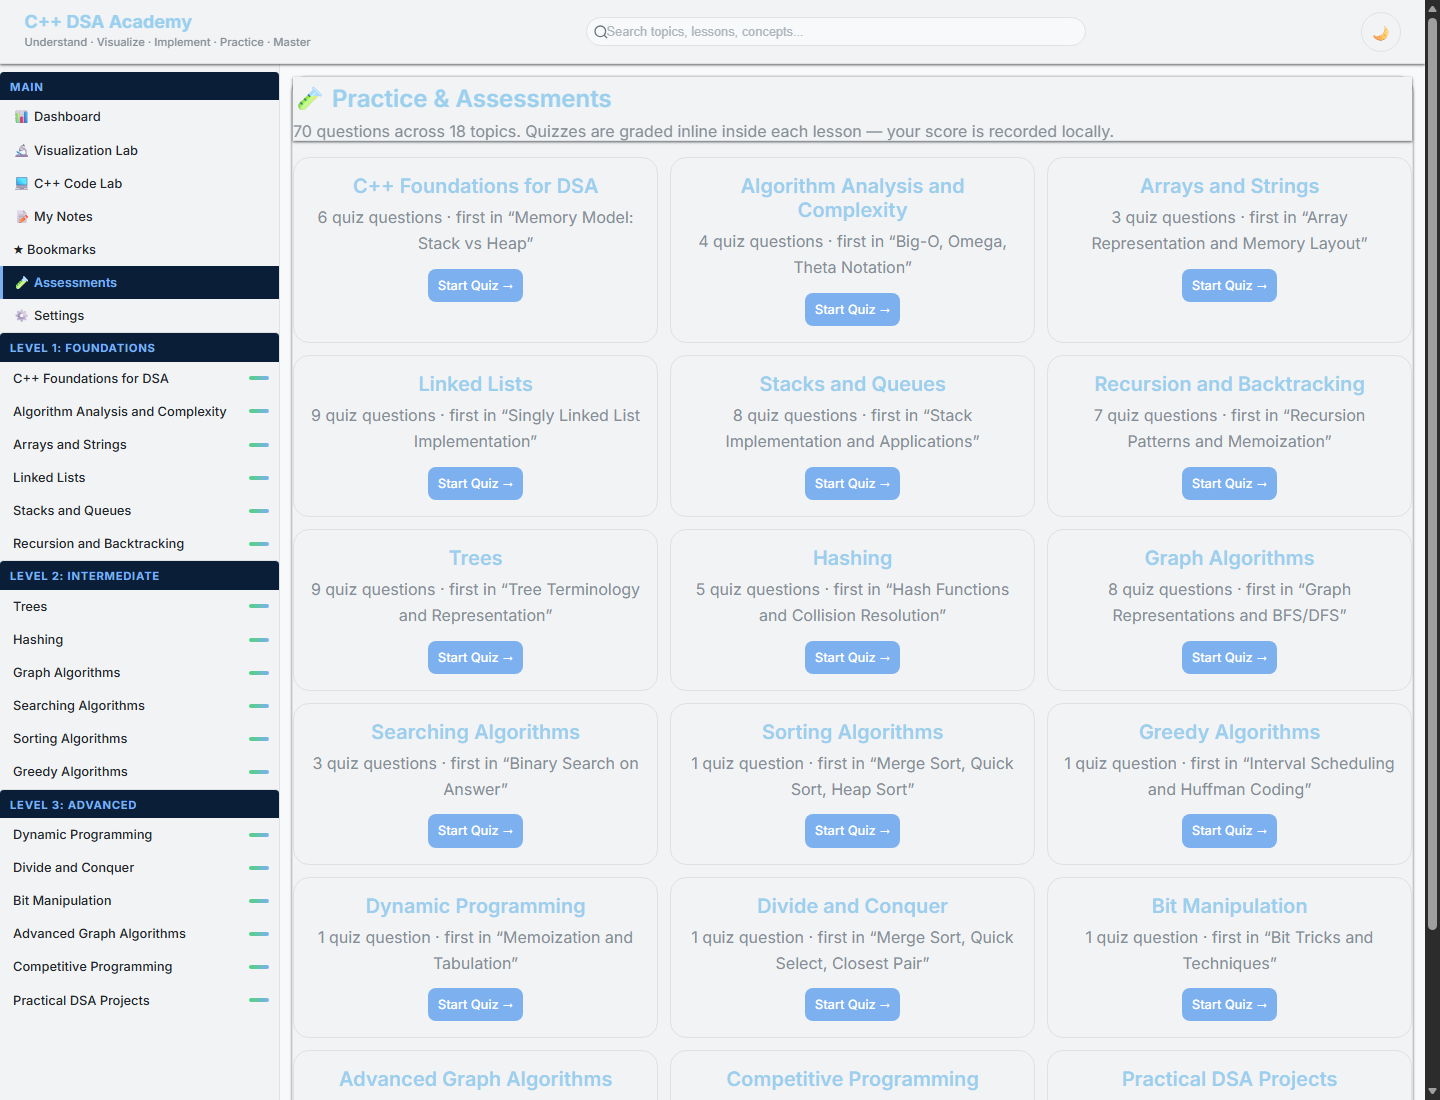 C++ DSA Academy
Understand · Visualize · Implement · Practice · Master
Search topics, lessons, concepts...
MAIN
Dashboard
Visualization Lab
C++ Code Lab
My Notes
★ Bookmarks
Assessments
Settings
LEVEL 1: FOUNDATIONS
C++ Foundations for DSA
Algorithm Analysis and Complexity
Arrays and Strings
Linked Lists
Stacks and Queues
Recursion and Backtracking
LEVEL 2: INTERMEDIATE
Trees
Hashing
Graph Algorithms
Searching Algorithms
Sorting Algorithms
Greedy Algorithms
LEVEL 3: ADVANCED
Dynamic Programming
Divide and Conquer
Bit Manipulation
Advanced Graph Algorithms
Competitive Programming
Practical DSA Projects
Practice & Assessments
70 questions across 18 topics. Quizzes are graded inline inside each lesson — your score is recorded locally.
C++ Foundations for DSA
6 quiz questions · first in “Memory Model:
Stack vs Heap”
Start Quiz →
Algorithm Analysis and
Complexity
4 quiz questions · first in “Big-O, Omega,
Theta Notation”
Start Quiz →
Arrays and Strings
3 quiz questions · first in “Array
Representation and Memory Layout”
Start Quiz →
Linked Lists
9 quiz questions · first in “Singly Linked List
Implementation”
Start Quiz →
Stacks and Queues
8 quiz questions · first in “Stack
Implementation and Applications”
Start Quiz →
Recursion and Backtracking
7 quiz questions · first in “Recursion
Patterns and Memoization”
Start Quiz →
Trees
9 quiz questions · first in “Tree Terminology
and Representation”
Start Quiz →
Hashing
5 quiz questions · first in “Hash Functions
and Collision Resolution”
Start Quiz →
Graph Algorithms
8 quiz questions · first in “Graph
Representations and BFS/DFS”
Start Quiz →
Searching Algorithms
3 quiz questions · first in “Binary Search on
Answer”
Start Quiz →
Sorting Algorithms
1 quiz question · first in “Merge Sort, Quick
Sort, Heap Sort”
Start Quiz →
Greedy Algorithms
1 quiz question · first in “Interval Scheduling
and Huffman Coding”
Start Quiz →
Dynamic Programming
1 quiz question · first in “Memoization and
Tabulation”
Start Quiz →
Divide and Conquer
1 quiz question · first in “Merge Sort, Quick
Select, Closest Pair”
Start Quiz →
Bit Manipulation
1 quiz question · first in “Bit Tricks and
Techniques”
Start Quiz →
Advanced Graph Algorithms
Competitive Programming
Practical DSA Projects